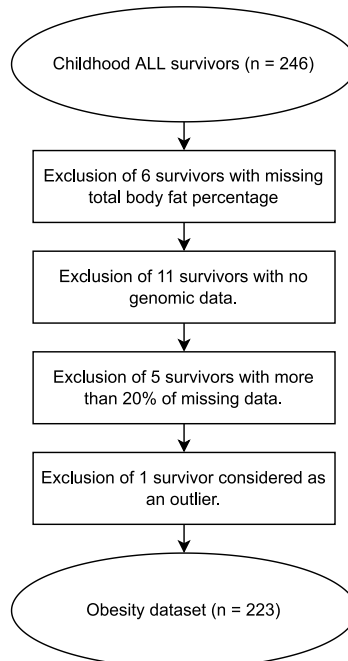 Childhood ALL survivors (n = 246)
Exclusion of 6 survivors with missing
total body fat percentage
Exclusion of 11 survivors with no
genomic data.
Exclusion of 5 survivors with more
than 20% of missing data.
Exclusion of 1 survivor considered as
an outlier.
Obesity dataset (n = 223)